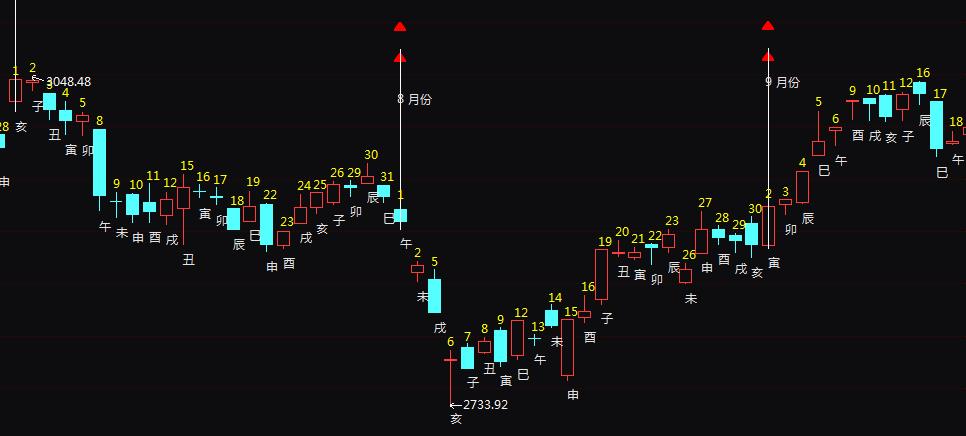 28
申
1
亥
2
3048.48
子
3
丑
4
寅
5
卯
8
午
9
未
10
申
11
酉
12
戌
15
丑
16
寅
17
卯
18
辰
19
巳
22
申
23
酉
24
戌
25
亥
26
子
29
卯
30
辰
31
巳
8 月份
1
午
2
未
5
戌
6
2733.92
亥
7
子
8
丑
9
寅
12
巳
13
午
14
未
15
申
16
酉
19
子
20
丑
21
寅
22
卯
23
辰
26
未
27
申
28
酉
29
戌
30
亥
9 月份
2
寅
3
卯
4
辰
5
巳
6
午
9
酉
10
戌
11
亥
12
子
16
辰
17
巳
18
午